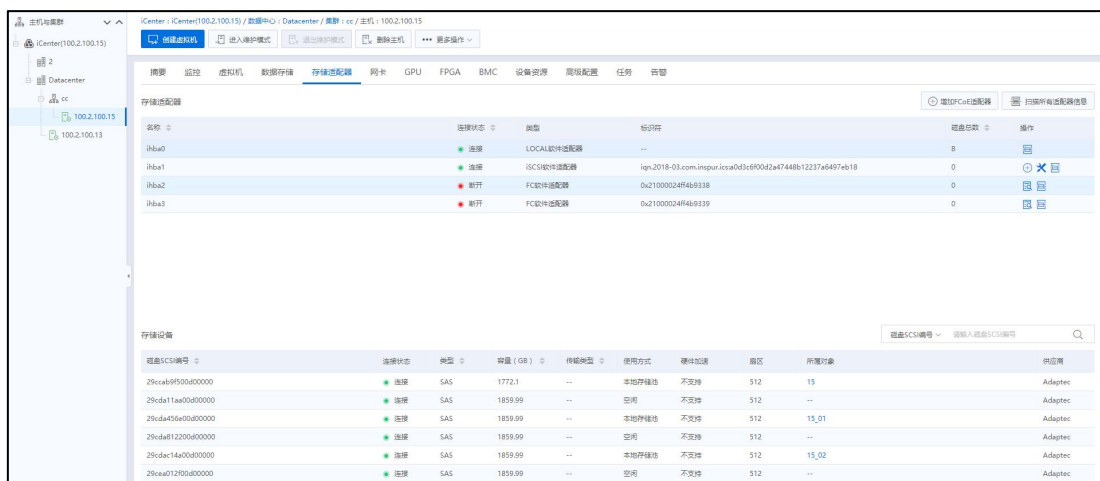 主机与集群
iCenter(100.2.100.15)
2
Datacenter
cc
100.2.100.15
100.2.100.13
iCenter：iCenter(100.2.100.15) / 数据中心：Datacenter / 集群：cc / 主机：100.2.100.15
创建虚拟机 进入维护模式 退出维护模式 删除主机 ••• 更多操作
摘要 监控 虚拟机 数据存储 存储适配器 网卡 GPU FPGA BMC 设备资源 高级配置 任务 告警
存储适配器 增加FCoE适配器 扫描所有适配器信息
名称 连接状态 类型 标识符 磁盘总数 操作
ihba0 连接 LOCAL软件适配器 -- 8
ihba1 连接 iSCSI软件适配器 iqn.2018-03.com.inspur.ics:a0d3c6f00d2a47448b12237a6497eb18 0
ihba2 断开 FC软件适配器 0x21000024ff4b9338 0
ihba3 断开 FC软件适配器 0x21000024ff4b9339 0
存储设备 磁盘SCSI编号 请输入磁盘SCSI编号
磁盘SCSI编号 连接状态 类型 容量（GB） 传输类型 使用方式 硬件加速 扇区 所属对象 供应商
29ccab9f500d00000 连接 SAS 1772.1 -- 本地存储池 不支持 512 15 Adaptec
29cda11aa00d00000 连接 SAS 1859.99 -- 空闲 不支持 512 -- Adaptec
29cda456e00d00000 连接 SAS 1859.99 -- 本地存储池 不支持 512 15_01 Adaptec
29cda812200d00000 连接 SAS 1859.99 -- 空闲 不支持 512 -- Adaptec
29cdac14a00d00000 连接 SAS 1859.99 -- 本地存储池 不支持 512 15_02 Adaptec
29cea012f00d00000 连接 SAS 1859.99 -- 空闲 不支持 512 -- Adaptec